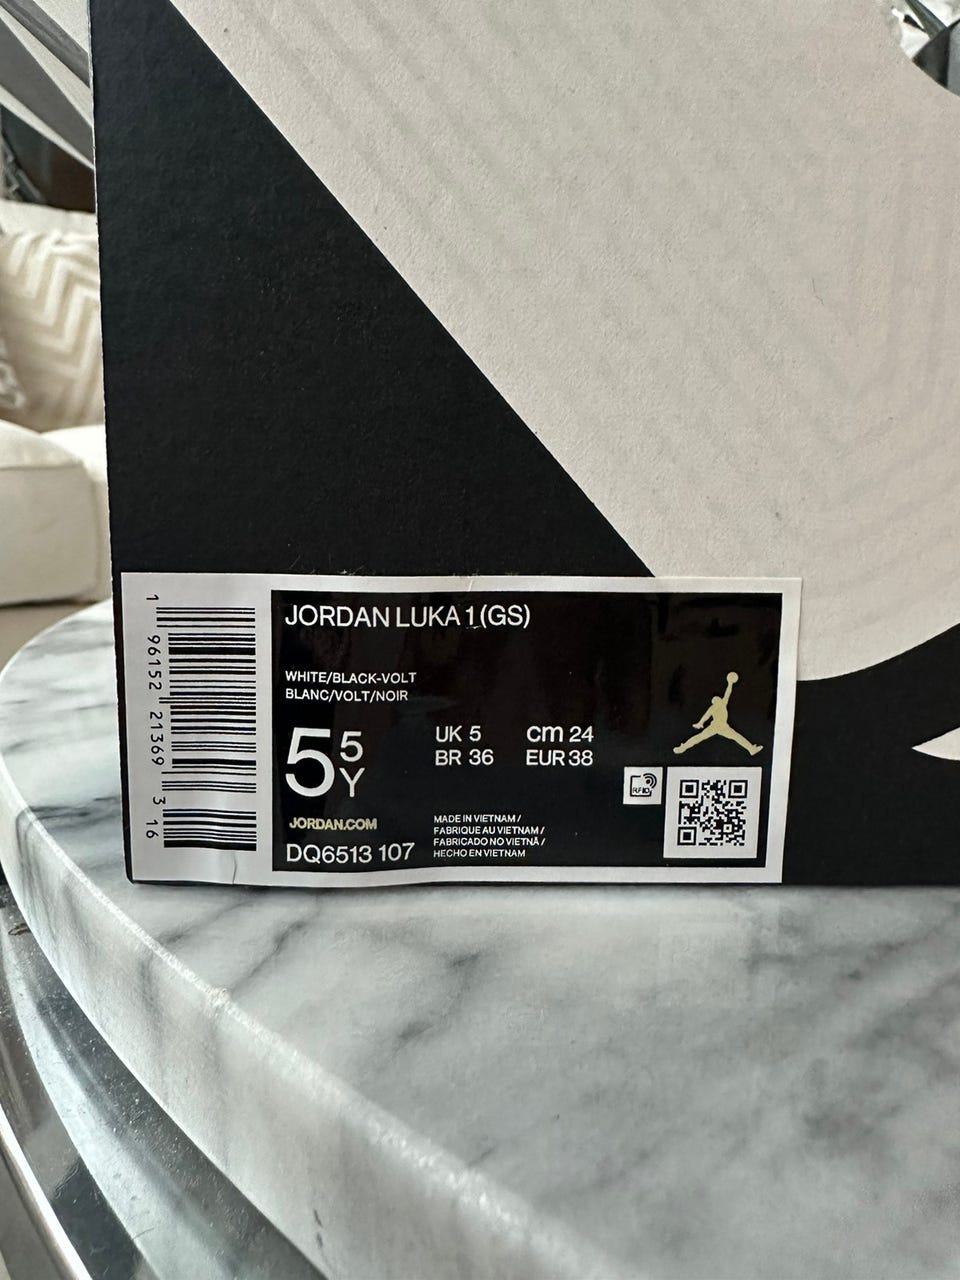 JORDAN LUKA 1 (GS)
WHITE/BLACK-VOLT
BLANC/VOLT/NOIR
5 5 Y
UK 5 cm 24
BR 36 EUR 38
RFID
JORDAN.COM
DQ6513 107
MADE IN VIETNAM /
FABRIQUE AU VIETNAM /
FABRICADO NO VIETNÃ /
HECHO EN VIETNAM
1 96152 21369 3 16